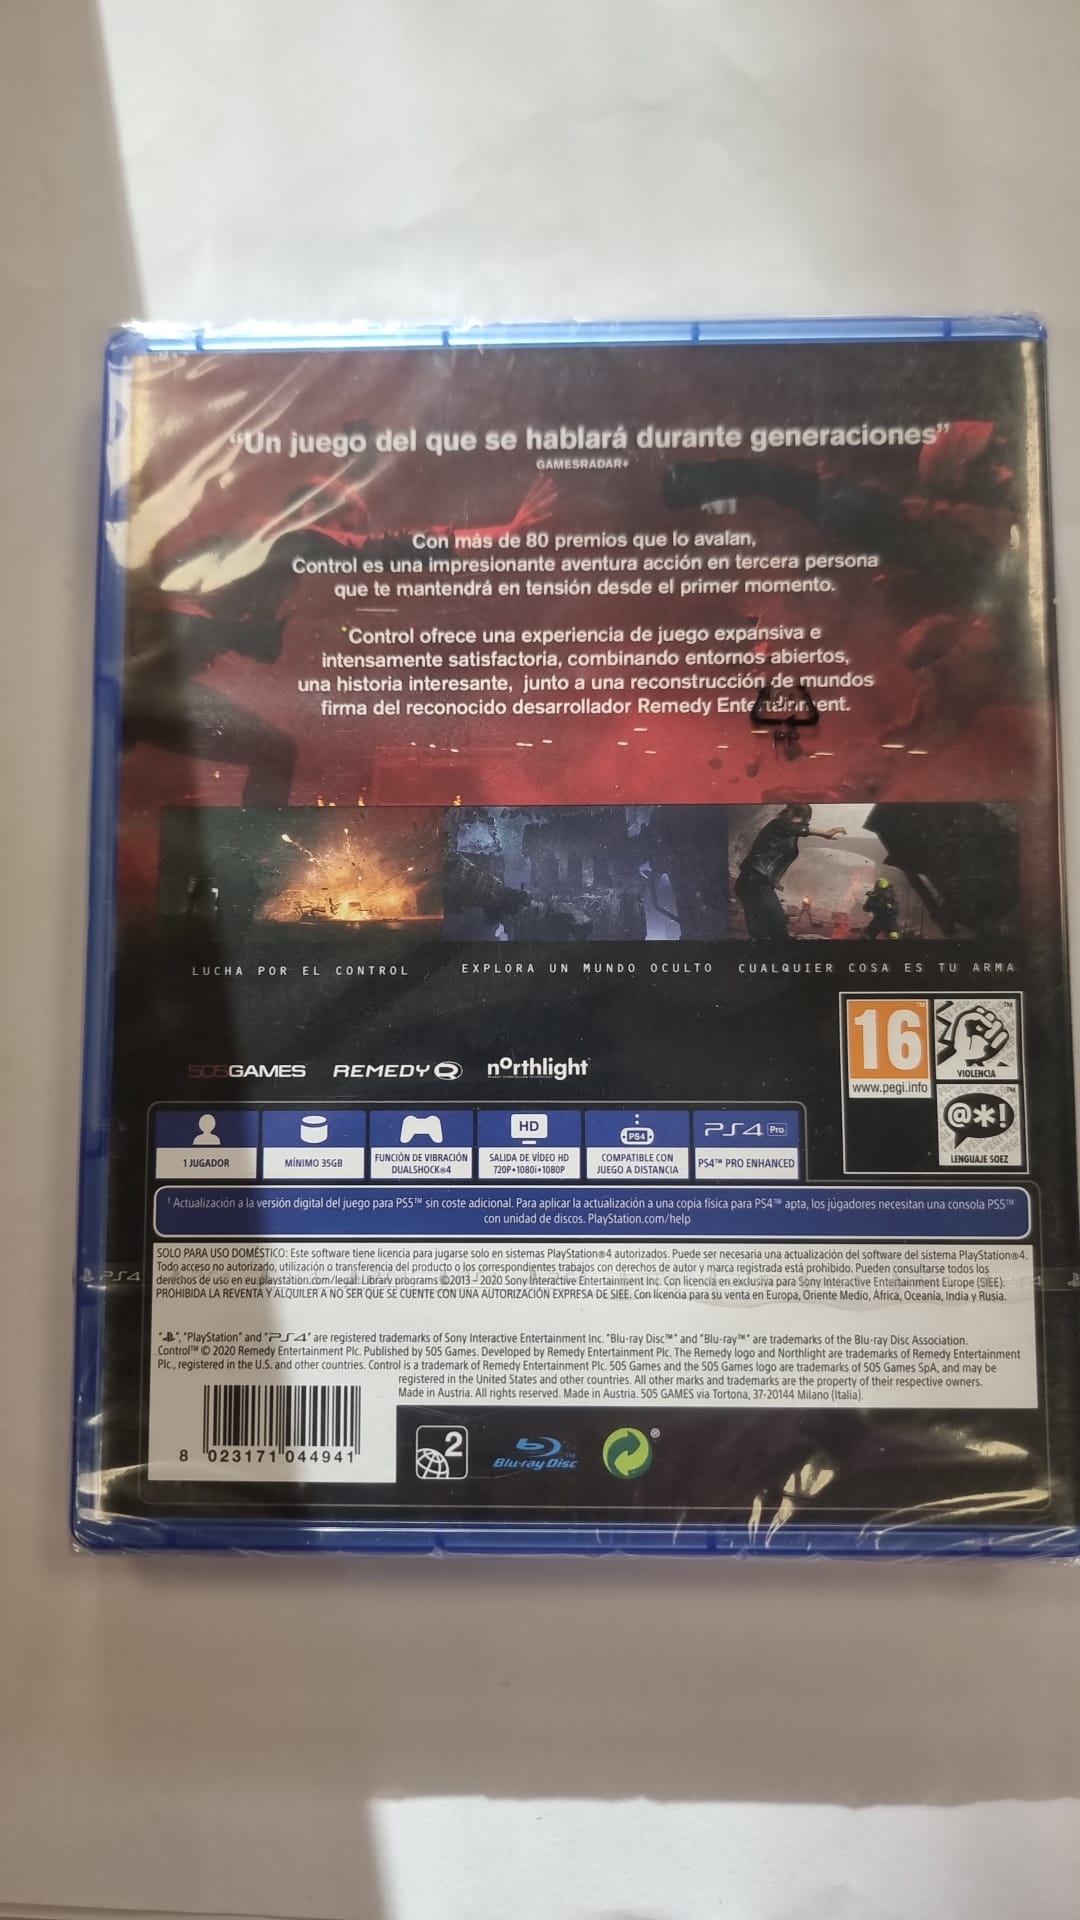 “Un juego del que se hablará durante generaciones”
GAMESRADAR+
Con más de 80 premios que lo avalan,
Control es una impresionante aventura acción en tercera persona
que te mantendrá en tensión desde el primer momento.
Control ofrece una experiencia de juego expansiva e
intensamente satisfactoria, combinando entornos abiertos,
una historia interesante, junto a una reconstrucción de mundos
firma del reconocido desarrollador Remedy Entertainment.
PP
LUCHA POR EL CONTROL EXPLORA UN MUNDO OCULTO CUALQUIER COSA ES TU ARMA
16
www.pegi.info
VIOLENCIA
@*!
LENGUAJE SOEZ
505GAMES REMEDY northlight
HD PS4 PS4 Pro
1 JUGADOR
MÍNIMO 35GB
FUNCIÓN DE VIBRACIÓN
DUALSHOCK®4
SALIDA DE VÍDEO HD
720P•1080i•1080P
COMPATIBLE CON
JUEGO A DISTANCIA
PS4™ PRO ENHANCED
¹ Actualización a la versión digital del juego para PS5™ sin coste adicional. Para aplicar la actualización a una copia física para PS4™ apta, los jugadores necesitan una consola PS5™
con unidad de discos. PlayStation.com/help
SOLO PARA USO DOMÉSTICO: Este software tiene licencia para jugarse solo en sistemas PlayStation®4 autorizados. Puede ser necesaria una actualización del software del sistema PlayStation®4.
Todo acceso no autorizado, utilización o transferencia del producto o los correspondientes trabajos con derechos de autor y marca registrada está prohibido. Pueden consultarse todos los
derechos de uso en eu.playstation.com/legal. Library programs ©2013-2020 Sony Interactive Entertainment Inc. Con licencia en exclusiva para Sony Interactive Entertainment Europe (SIEE).
PROHIBIDA LA REVENTA Y ALQUILER A NO SER QUE SE CUENTE CON UNA AUTORIZACIÓN EXPRESA DE SIEE. Con licencia para su venta en Europa, Oriente Medio, África, Oceanía, India y Rusia.
PS4
", "PlayStation" and "PS4" are registered trademarks of Sony Interactive Entertainment Inc. "Blu-ray Disc™" and "Blu-ray™" are trademarks of the Blu-ray Disc Association.
Control™ © 2020 Remedy Entertainment Plc. Published by 505 Games. Developed by Remedy Entertainment Plc. The Remedy logo and Northlight are trademarks of Remedy Entertainment
Plc., registered in the U.S. and other countries. Control is a trademark of Remedy Entertainment Plc. 505 Games and the 505 Games logo are trademarks of 505 Games SpA, and may be
registered in the United States and other countries. All other marks and trademarks are the property of their respective owners.
Made in Austria. All rights reserved. Made in Austria. 505 GAMES via Tortona, 37-20144 Milano (Italia).
8 023171 044941
2
Blu-ray Disc™
®